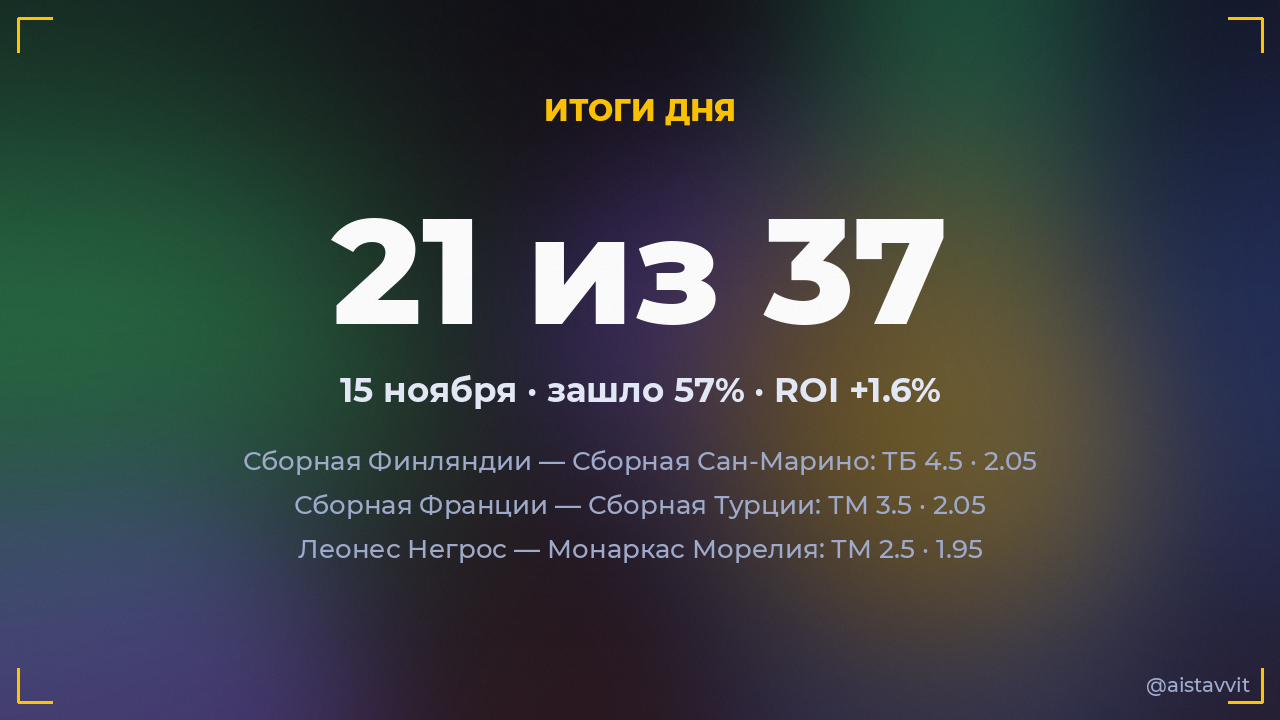 ИТОГИ ДНЯ
21 из 37
15 ноября · зашло 57% · ROI +1.6%
Сборная Финляндии — Сборная Сан-Марино: ТБ 4.5 · 2.05
Сборная Франции — Сборная Турции: ТМ 3.5 · 2.05
Леонес Негрос — Монаркас Морелия: ТМ 2.5 · 1.95
@aistavvit